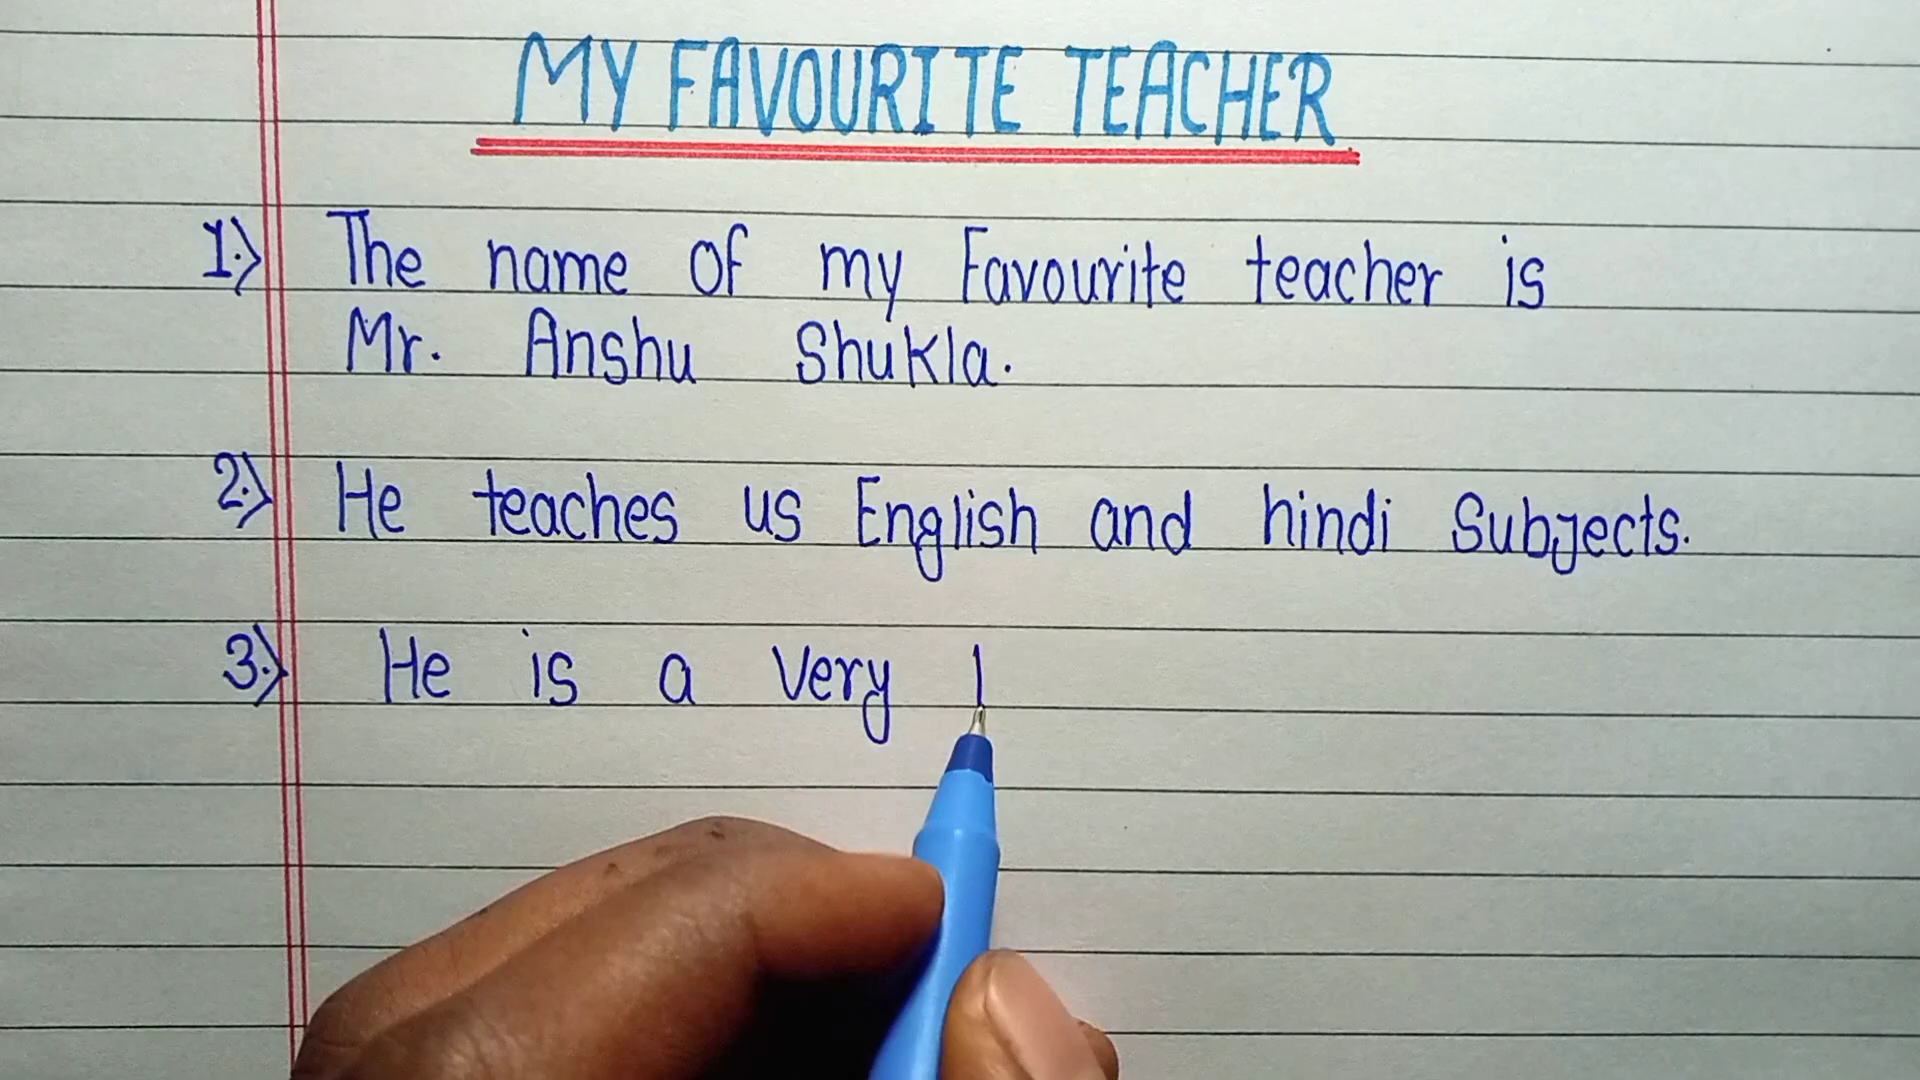 MY FAVOURITE TEACHER
1.) The name of my Favourite teacher is
Mr. Anshu Shukla.
2.) He teaches us English and hindi Subjects.
3.) He is a very